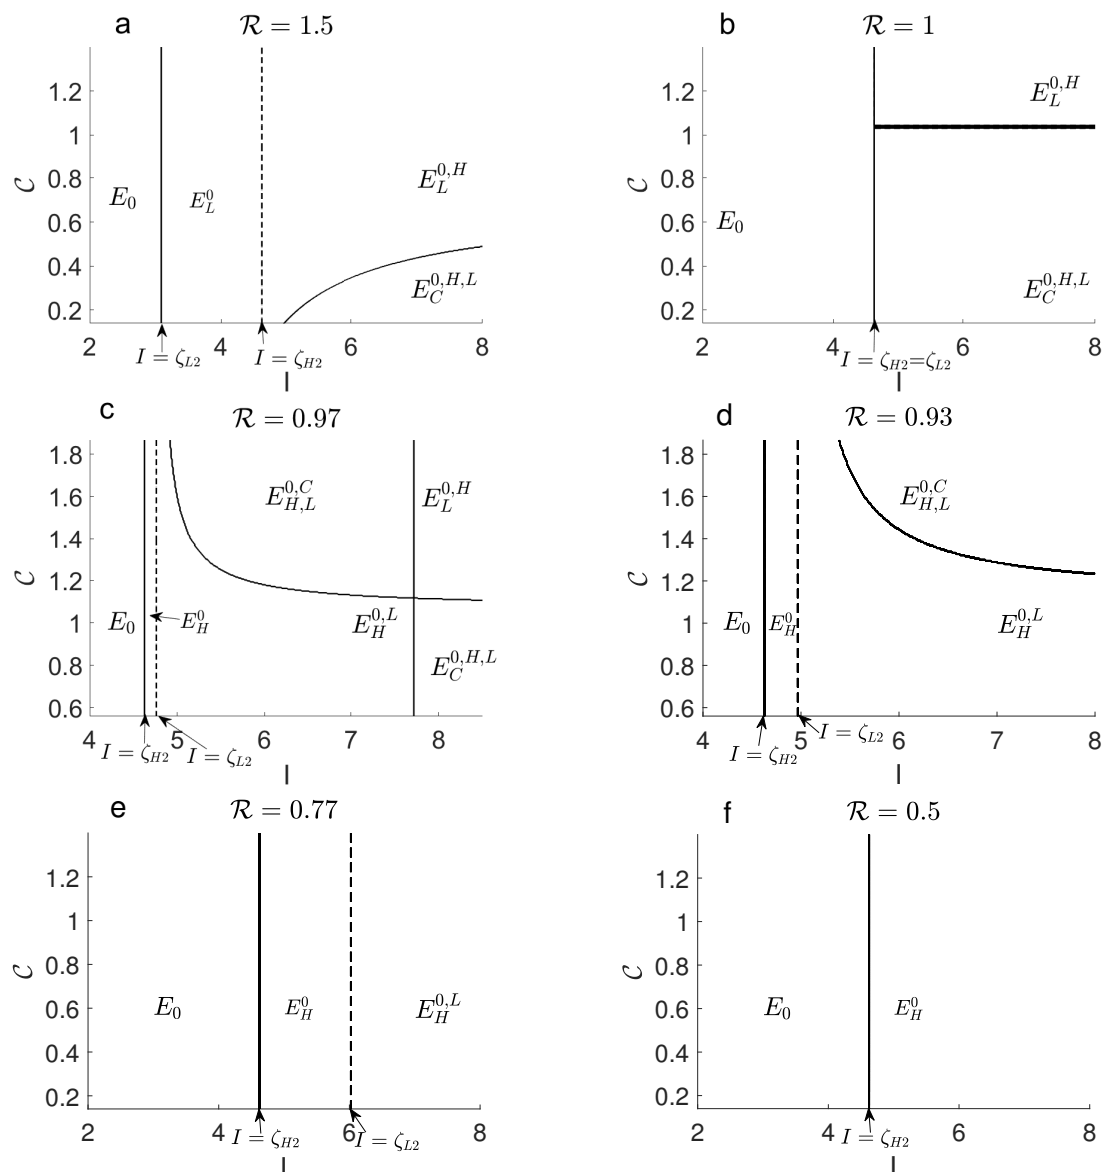 a
ℛ = 1.5
1.2
1
0.8
0.6
0.4
0.2
𝒞
E_0
E_L^0
E_L^{0,H}
E_C^{0,H,L}
2 4 6 8
I = ζ_{L2}
I = ζ_{H2}
I
b
ℛ = 1
1.2
1
0.8
0.6
0.4
0.2
𝒞
E_0
E_L^{0,H}
E_C^{0,H,L}
2 4 6 8
I = ζ_{H2}=ζ_{L2}
I
c
ℛ = 0.97
1.8
1.6
1.4
1.2
1
0.8
0.6
𝒞
E_0
E_H^0
E_{H,L}^{0,C}
E_L^{0,H}
E_H^{0,L}
E_C^{0,H,L}
4 5 6 7 8
I = ζ_{H2}
I = ζ_{L2}
I
d
ℛ = 0.93
1.8
1.6
1.4
1.2
1
0.8
0.6
𝒞
E_0
E_H^0
E_{H,L}^{0,C}
E_H^{0,L}
4 5 6 7 8
I = ζ_{L2}
I = ζ_{H2}
I
e
ℛ = 0.77
1.2
1
0.8
0.6
0.4
0.2
𝒞
E_0
E_H^0
E_H^{0,L}
2 4 6 8
I = ζ_{H2}
I = ζ_{L2}
I
f
ℛ = 0.5
1.2
1
0.8
0.6
0.4
0.2
𝒞
E_0
E_H^0
2 4 6 8
I = ζ_{H2}
I